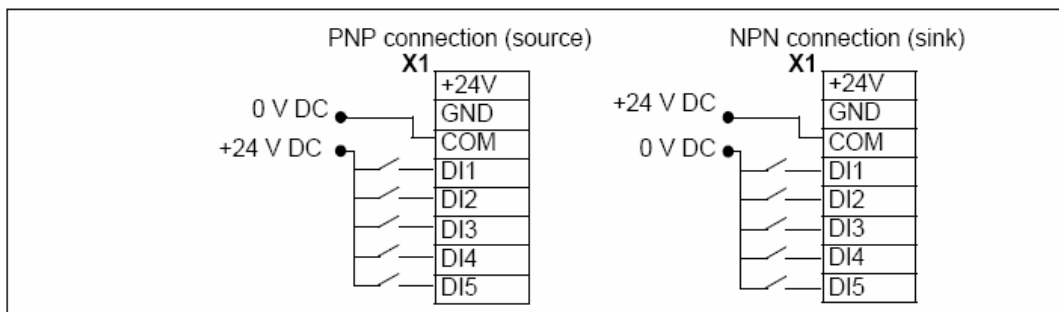 PNP connection (source)
X1
+24V
GND
COM
DI1
DI2
DI3
DI4
DI5
0 V DC
+24 V DC
NPN connection (sink)
X1
+24V
GND
COM
DI1
DI2
DI3
DI4
DI5
+24 V DC
0 V DC